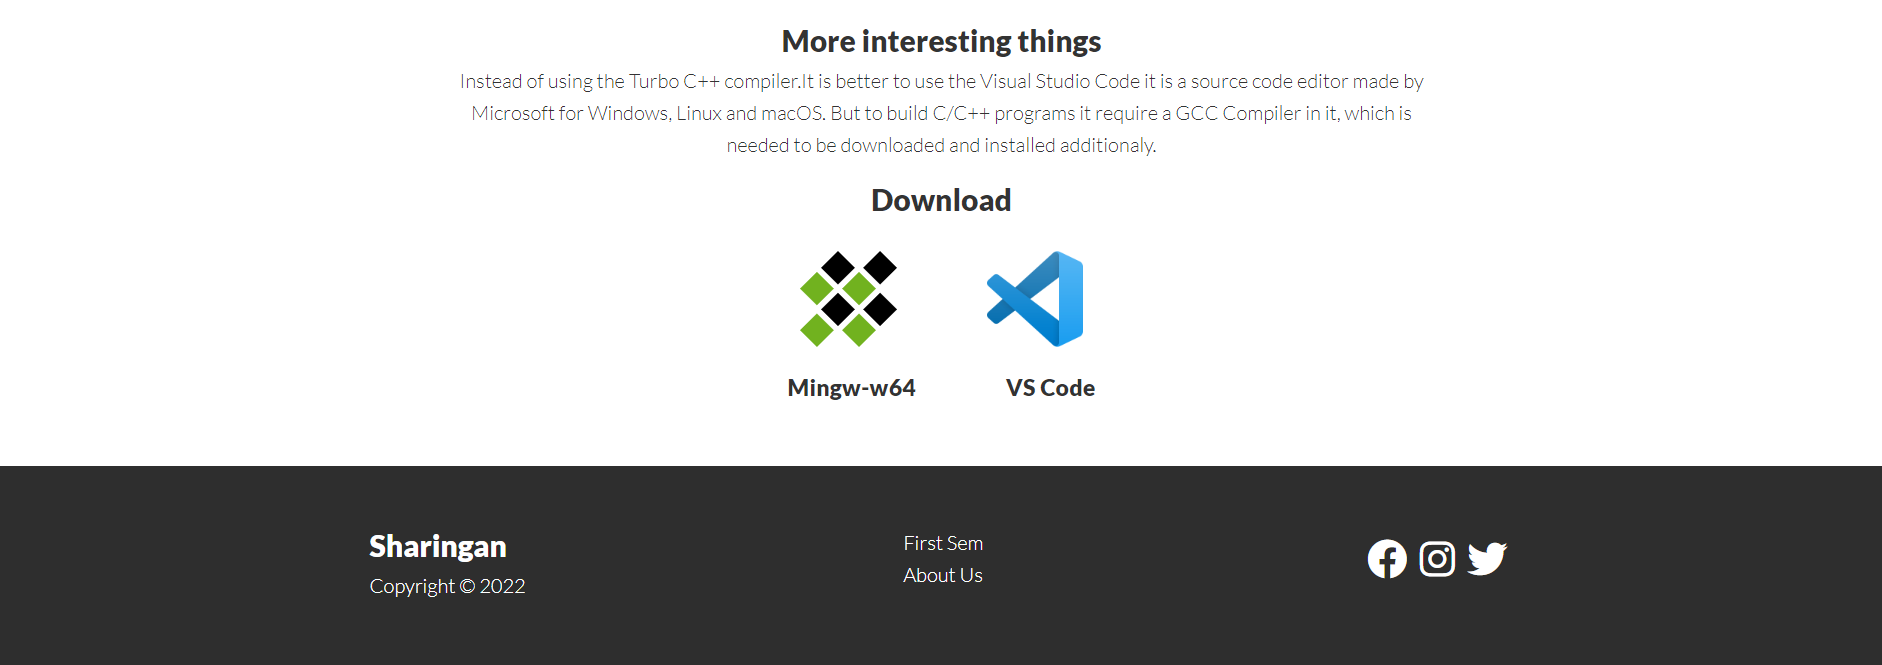 More interesting things
Instead of using the Turbo C++ compiler.It is better to use the Visual Studio Code it is a source code editor made by
Microsoft for Windows, Linux and macOS. But to build C/C++ programs it require a GCC Compiler in it, which is
needed to be downloaded and installed additionaly.
Download
Mingw-w64
VS Code
Sharingan
Copyright © 2022
First Sem
About Us